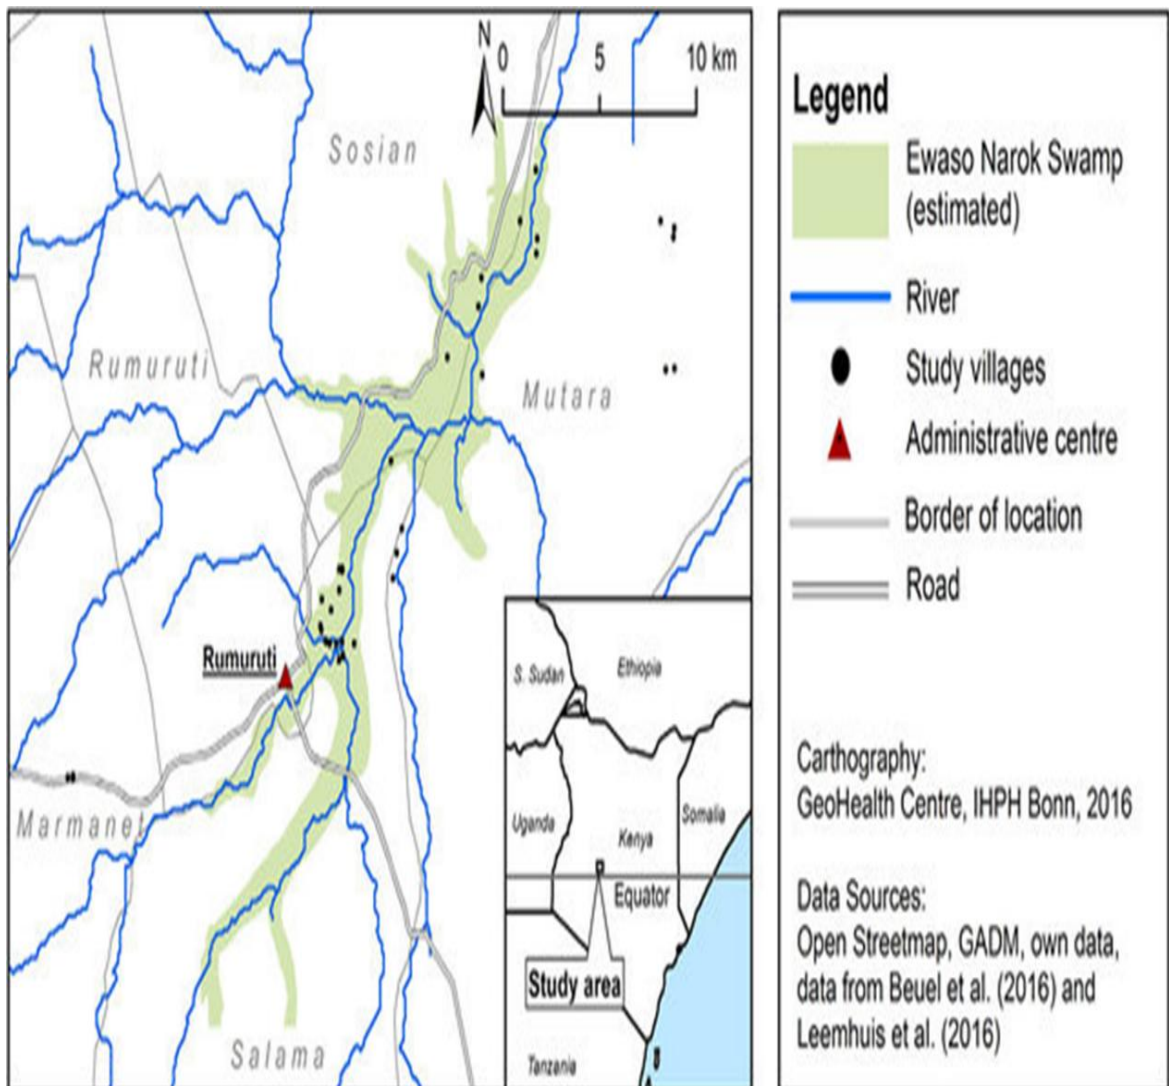 N
0 5 10 km
Sosian
Rumuruti
Mutara
Rumuruti
Marmanet
Salama
S. Sudan
Ethiopia
Uganda
Kenya
Somalia
Equator
Study area
Tanzania
Legend
Ewaso Narok Swamp
(estimated)
River
Study villages
Administrative centre
Border of location
Road
Carthography:
GeoHealth Centre, IHPH Bonn, 2016
Data Sources:
Open Streetmap, GADM, own data,
data from Beuel et al. (2016) and
Leemhuis et al. (2016)